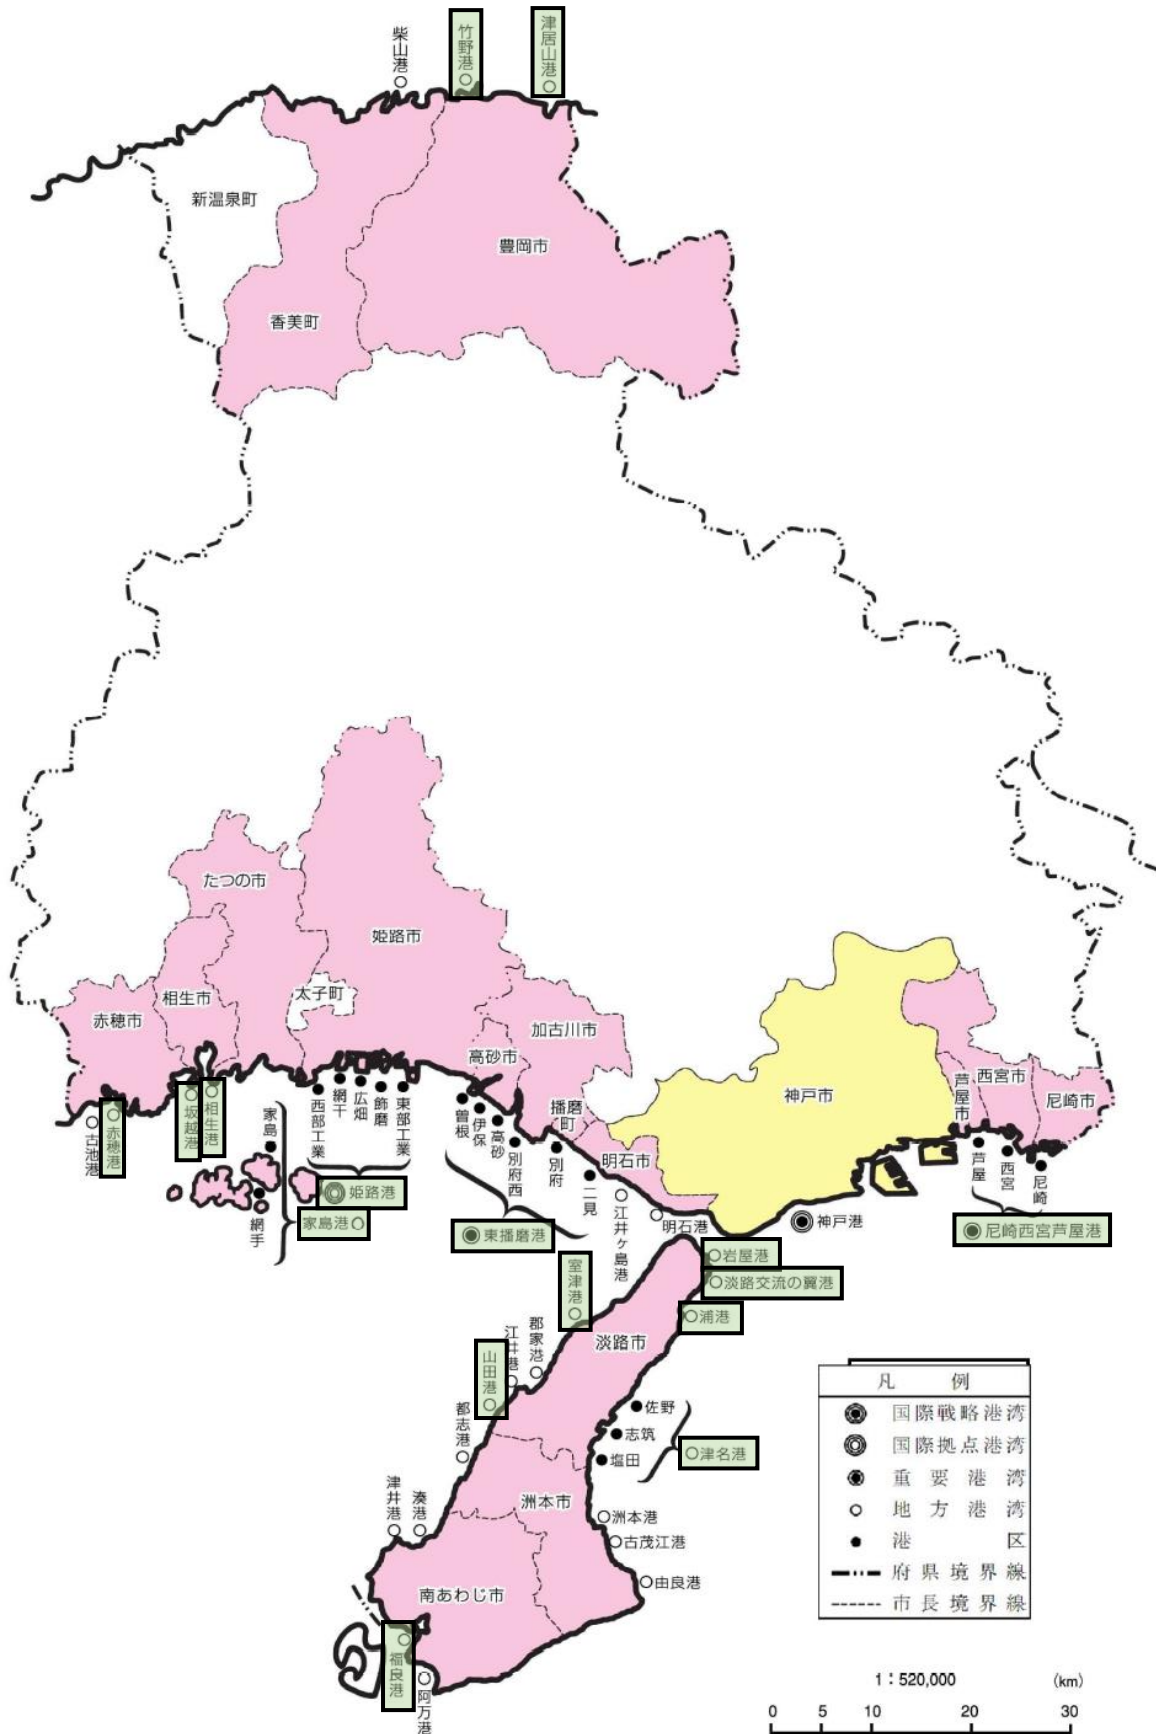 柴山港
竹野港
津居山港
新温泉町
豊岡市
香美町
たつの市
姫路市
相生市
太子町
赤穂市
加古川市
高砂市
播磨町
明石市
神戸市
芦屋市
西宮市
尼崎市
古池港
赤穂港
坂越港
相生港
家島
網手
家島港
西部工業
網干
広畑
飾磨
東部工業
姫路港
曽根
伊保
高砂
別府西
別府
二見
東播磨港
江井ヶ島港
明石港
神戸港
芦屋
西宮
尼崎
尼崎西宮芦屋港
岩屋港
淡路交流の翼港
浦港
室津港
淡路市
郡家港
江井港
山田港
都志港
佐野
志筑
塩田
津名港
津井港
湊港
洲本市
洲本港
古茂江港
由良港
南あわじ市
福良港
阿万港
凡 例
国際戦略港湾
国際拠点港湾
重要港湾
地方港湾
港区
府県境界線
市長境界線
1：520,000 (km)
0 5 10 20 30